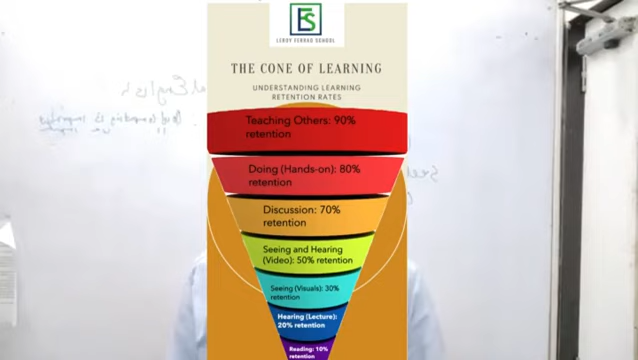 ES
LEROY FERRAO SCHOOL
THE CONE OF LEARNING
UNDERSTANDING LEARNING
RETENTION RATES
Teaching Others: 90%
retention
Doing (Hands-on): 80%
retention
Discussion: 70%
retention
Seeing and Hearing
(Video): 50% retention
Seeing (Visuals): 30%
retention
Hearing (Lecture):
20% retention
Reading: 10%
retention